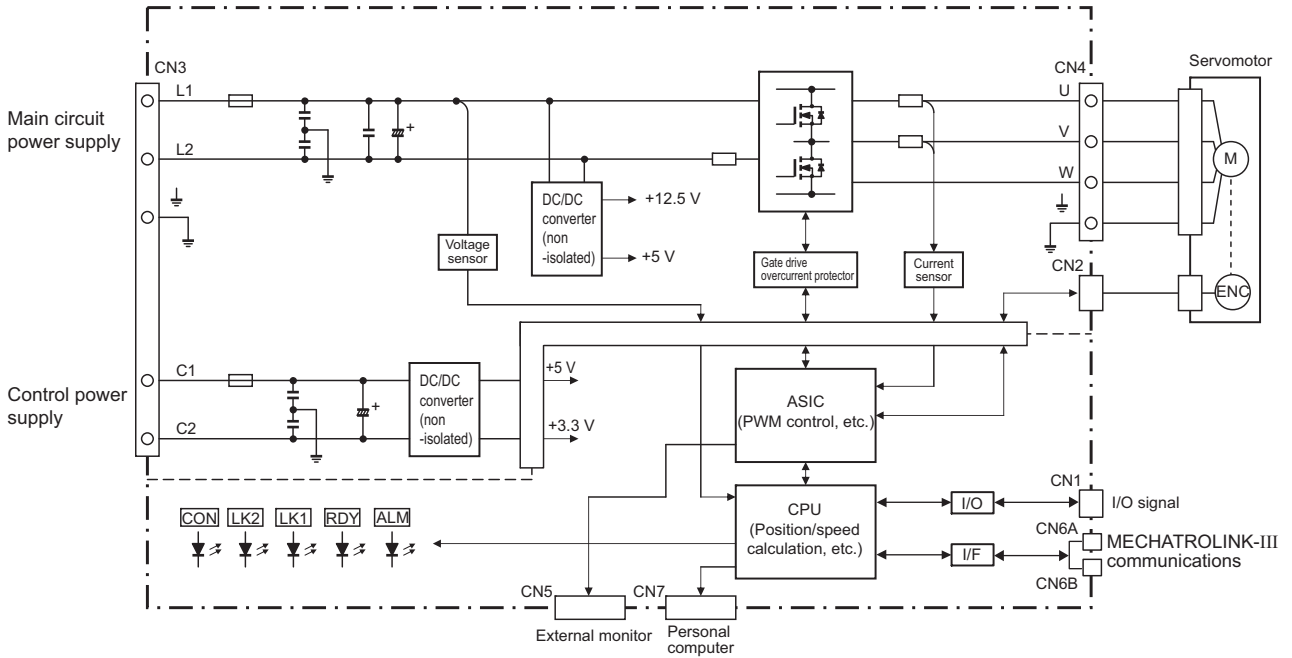 Servomotor
CN3
CN4
L1
U
Main circuit
power supply
V
L2
M
W
DC/DC
converter
(non
-isolated)
+12.5 V
+5 V
Voltage
sensor
Gate drive
overcurrent protector
Current
sensor
CN2
ENC
C1
+5 V
Control power
supply
DC/DC
converter
(non
-isolated)
ASIC
(PWM control, etc.)
C2
+3.3 V
CN1
CPU
(Position/speed
calculation, etc.)
I/O
I/O signal
CON
LK2
LK1
RDY
ALM
CN6A
I/F
MECHATROLINK-III
communications
CN6B
CN5
CN7
External monitor
Personal
computer
+
+